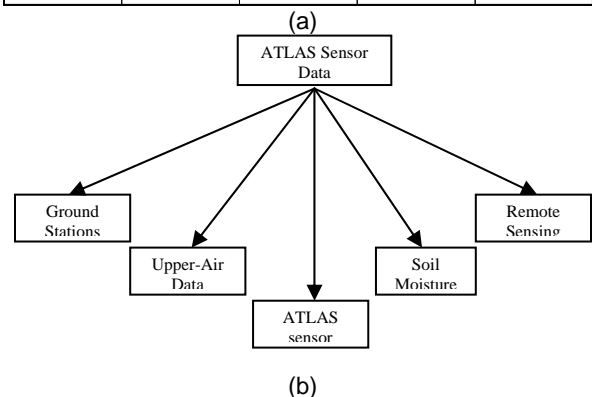 (a)
ATLAS Sensor
Data
Ground
Stations
Remote
Sensing
Upper-Air
Data
Soil
Moisture
ATLAS
sensor
(b)